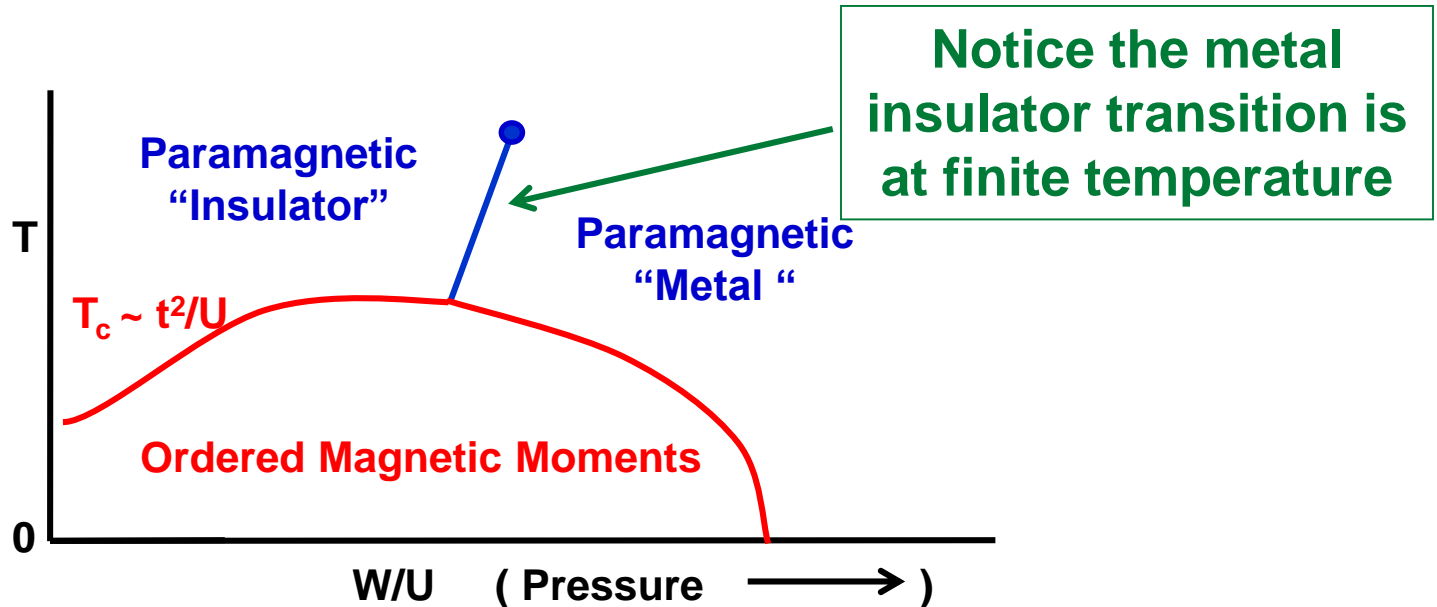 Notice the metal
insulator transition is
at finite temperature
Paramagnetic
“Insulator”
T
Paramagnetic
“Metal “
T_c ~ t²/U
Ordered Magnetic Moments
0
W/U ( Pressure ⟶ )